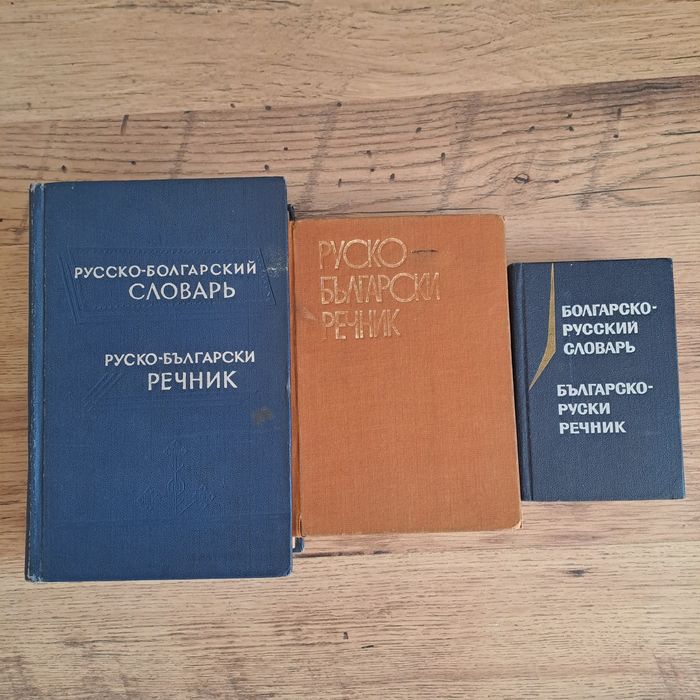 РУССКО-БОЛГАРСКИЙ
СЛОВАРЬ
РУСКО-БЪЛГАРСКИ
РЕЧНИК
РУСКО-
БЪЛГАРСКИ
РЕЧНИК
БОЛГАРСКО-
РУССКИЙ
СЛОВАРЬ
БЪЛГАРСКО-
РУСКИ
РЕЧНИК